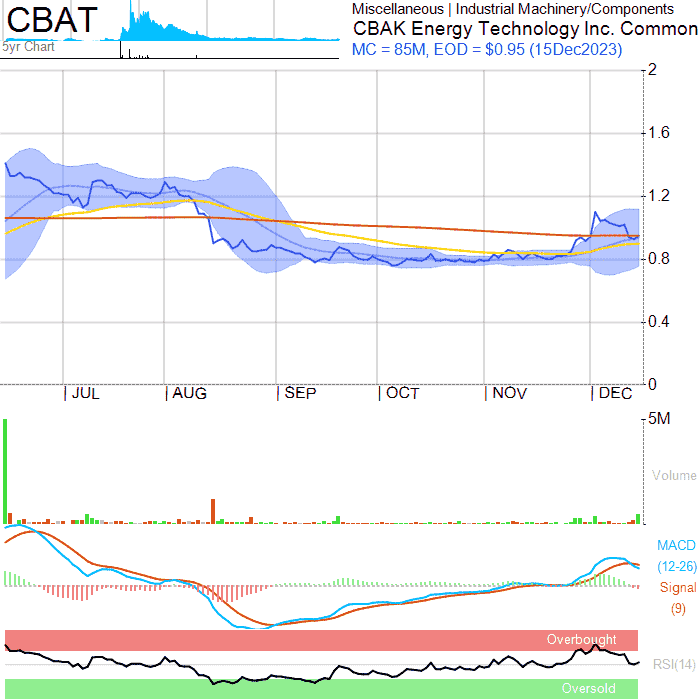 CBAT
5yr Chart
Miscellaneous | Industrial Machinery/Components
CBAK Energy Technology Inc. Common
MC = 85M, EOD = $0.95 (15Dec2023)
2
1.6
1.2
0.8
0.4
0
JUL AUG SEP OCT NOV DEC
5M
Volume
MACD
(12-26)
Signal
(9)
Overbought
RSI(14)
Oversold